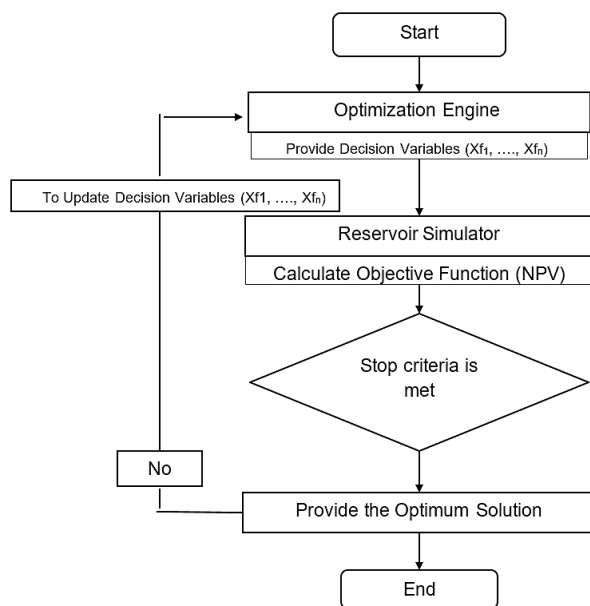 Start
Optimization Engine
Provide Decision Variables (Xf₁, …., Xfₙ)
To Update Decision Variables (Xf1, …., Xfₙ)
Reservoir Simulator
Calculate Objective Function (NPV)
Stop criteria is
met
No
Provide the Optimum Solution
End